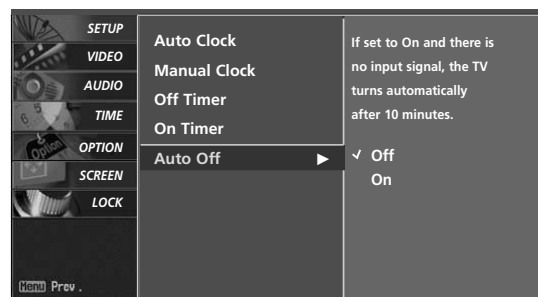 SETUP
VIDEO
AUDIO
TIME
OPTION
SCREEN
LOCK
Menu Prev .
Auto Clock
Manual Clock
Off Timer
On Timer
Auto Off ►
If set to On and there is
no input signal, the TV
turns automatically
after 10 minutes.
✓ Off
On